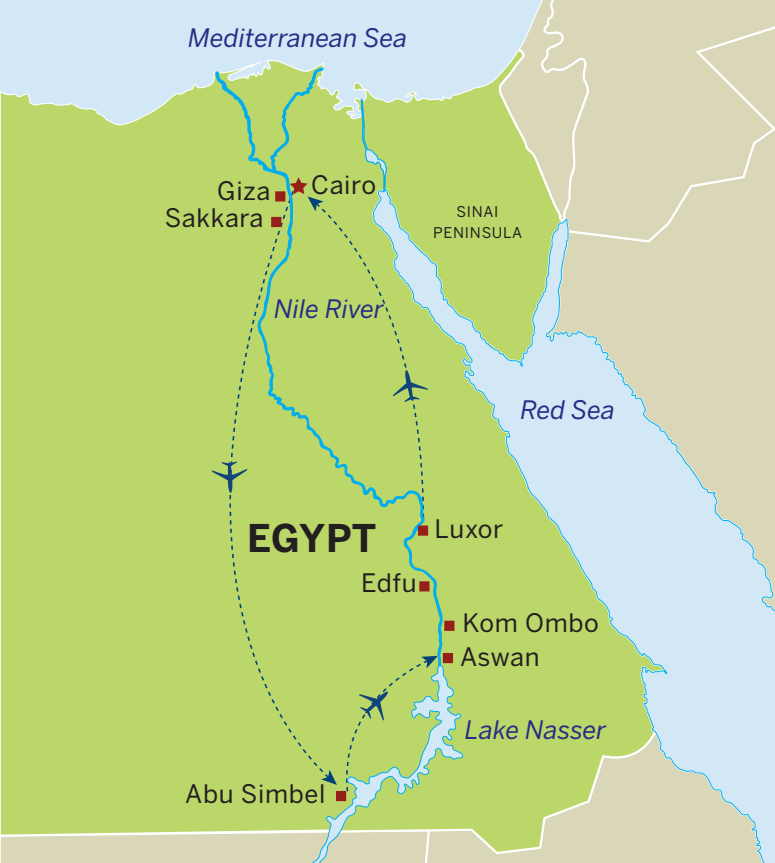 Mediterranean Sea
Giza
Cairo
Sakkara
SINAI
PENINSULA
Nile River
Red Sea
EGYPT
Luxor
Edfu
Kom Ombo
Aswan
Lake Nasser
Abu Simbel